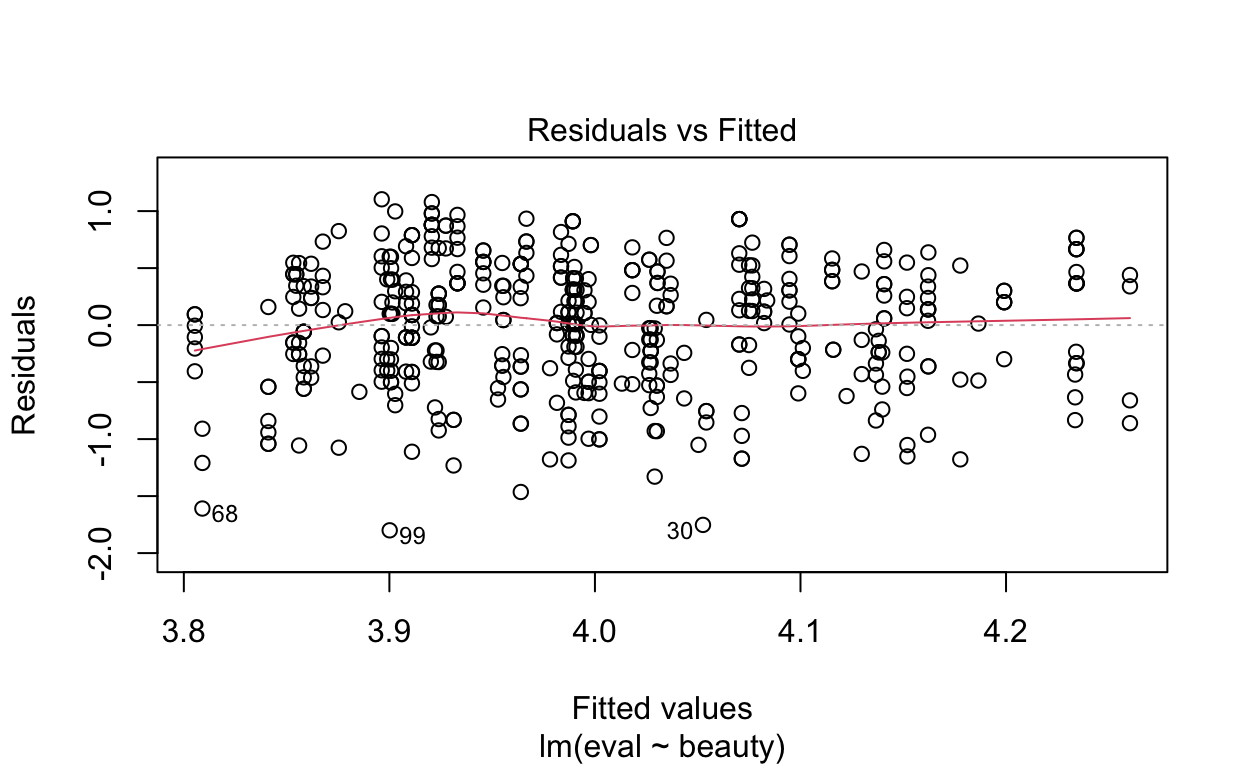 Residuals vs Fitted
Residuals
1.0
0.0
-1.0
-2.0
68
99
30
3.8 3.9 4.0 4.1 4.2
Fitted values
lm(eval ~ beauty)